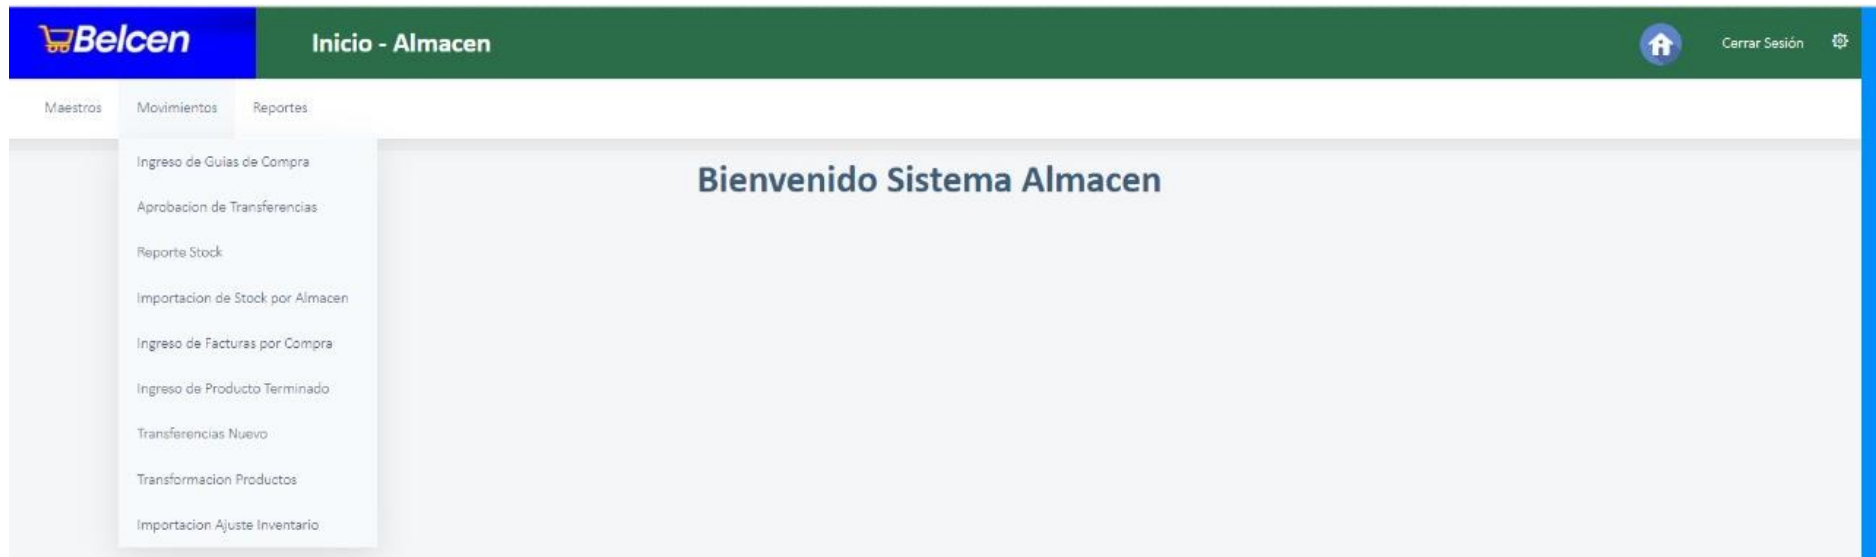 Belcen
Inicio - Almacen
Cerrar Sesión
Maestros Movimientos Reportes
Ingreso de Guias de Compra
Bienvenido Sistema Almacen
Aprobacion de Transferencias
Reporte Stock
Importacion de Stock por Almacen
Ingreso de Facturas por Compra
Ingreso de Producto Terminado
Transferencias Nuevo
Transformacion Productos
Importacion Ajuste Inventario